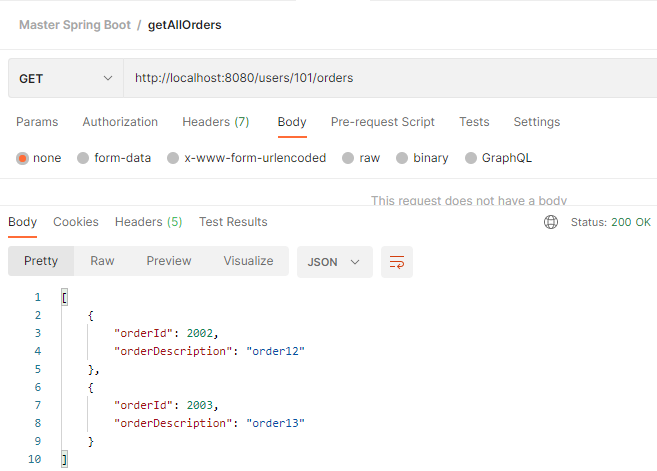 Master Spring Boot / getAllOrders
GET http://localhost:8080/users/101/orders
Params Authorization Headers (7) Body Pre-request Script Tests Settings
none form-data x-www-form-urlencoded raw binary GraphQL
This request does not have a body
Body Cookies Headers (5) Test Results Status: 200 OK
Pretty Raw Preview Visualize JSON
1 [
2 {
3 "orderId": 2002,
4 "orderDescription": "order12"
5 },
6 {
7 "orderId": 2003,
8 "orderDescription": "order13"
9 }
10 ]